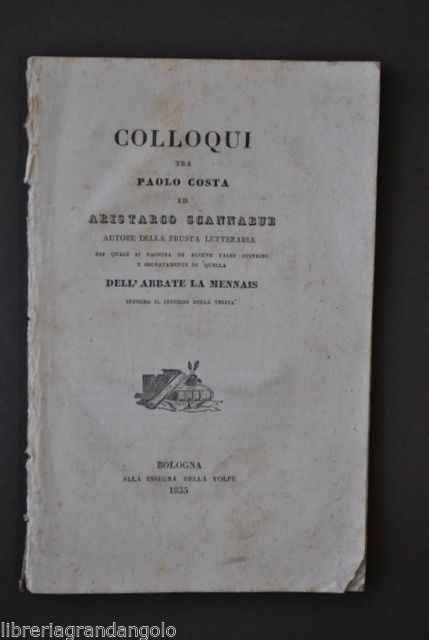 COLLOQUI
TRA
PAOLO COSTA
ED
ARISTARCO SCANNABUE
AUTORE DELLA FRUSTA LETTERARIA
NEI QUALI SI RAGIONA DI ALCUNE FALSE OPINIONI
E SEGNATAMENTE DI QUELLA
DELL'ABBATE LA MENNAIS
INTORNO IL CRITERIO DELLA VERITA'
BOLOGNA
ALLA INSEGNA DELLA VOLPE
1835
libreriagrandangolo